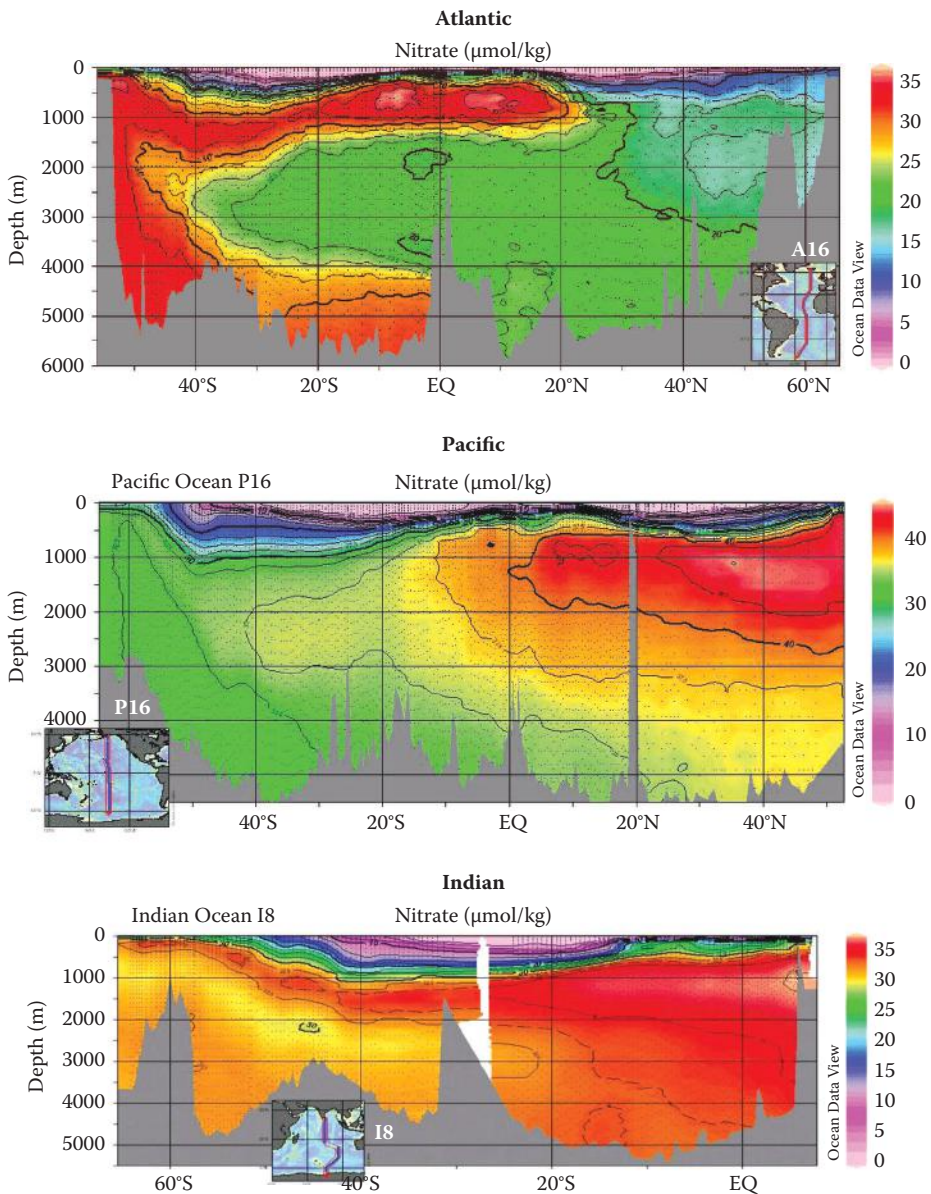 Atlantic
Nitrate (μmol/kg)
0
1000
2000
3000
4000
5000
6000
Depth (m)
40°S
20°S
EQ
20°N
40°N
60°N
A16
Ocean Data View
35
30
25
20
15
10
5
0
Pacific
Pacific Ocean P16
Nitrate (μmol/kg)
0
1000
2000
3000
4000
Depth (m)
40
P16
40°S
20°S
EQ
20°N
40°N
Ocean Data View
40
30
20
10
0
Indian
Indian Ocean I8
Nitrate (μmol/kg)
0
1000
2000
3000
4000
5000
Depth (m)
I8
60°S
40°S
20°S
EQ
Ocean Data View
35
30
25
20
15
10
5
0